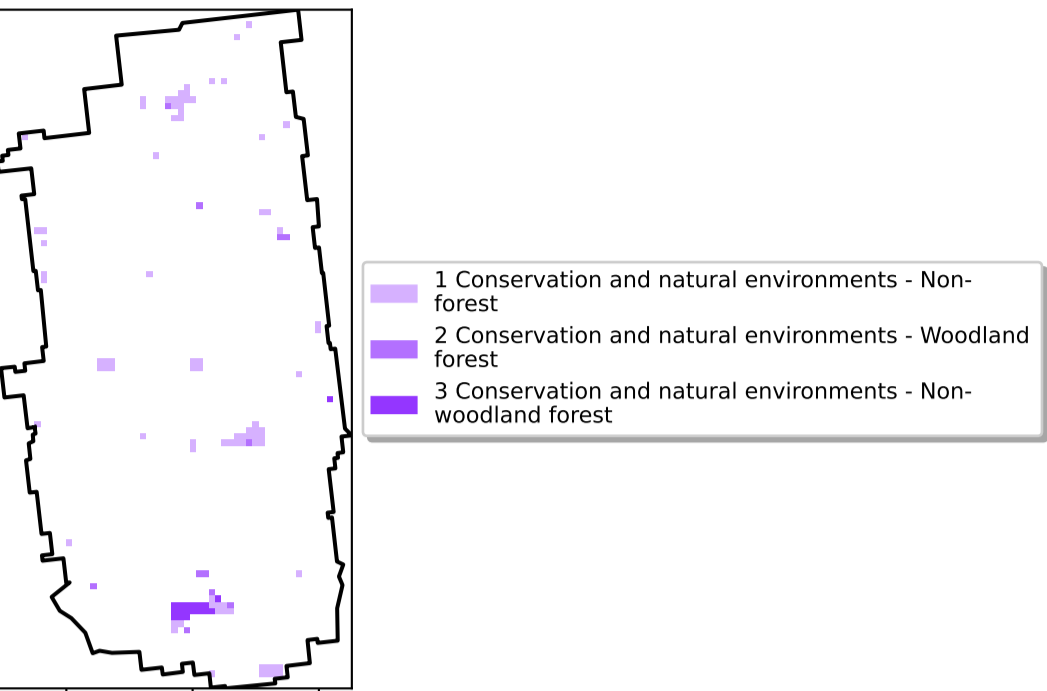 1 Conservation and natural environments - Non-
forest
2 Conservation and natural environments - Woodland
forest
3 Conservation and natural environments - Non-
woodland forest